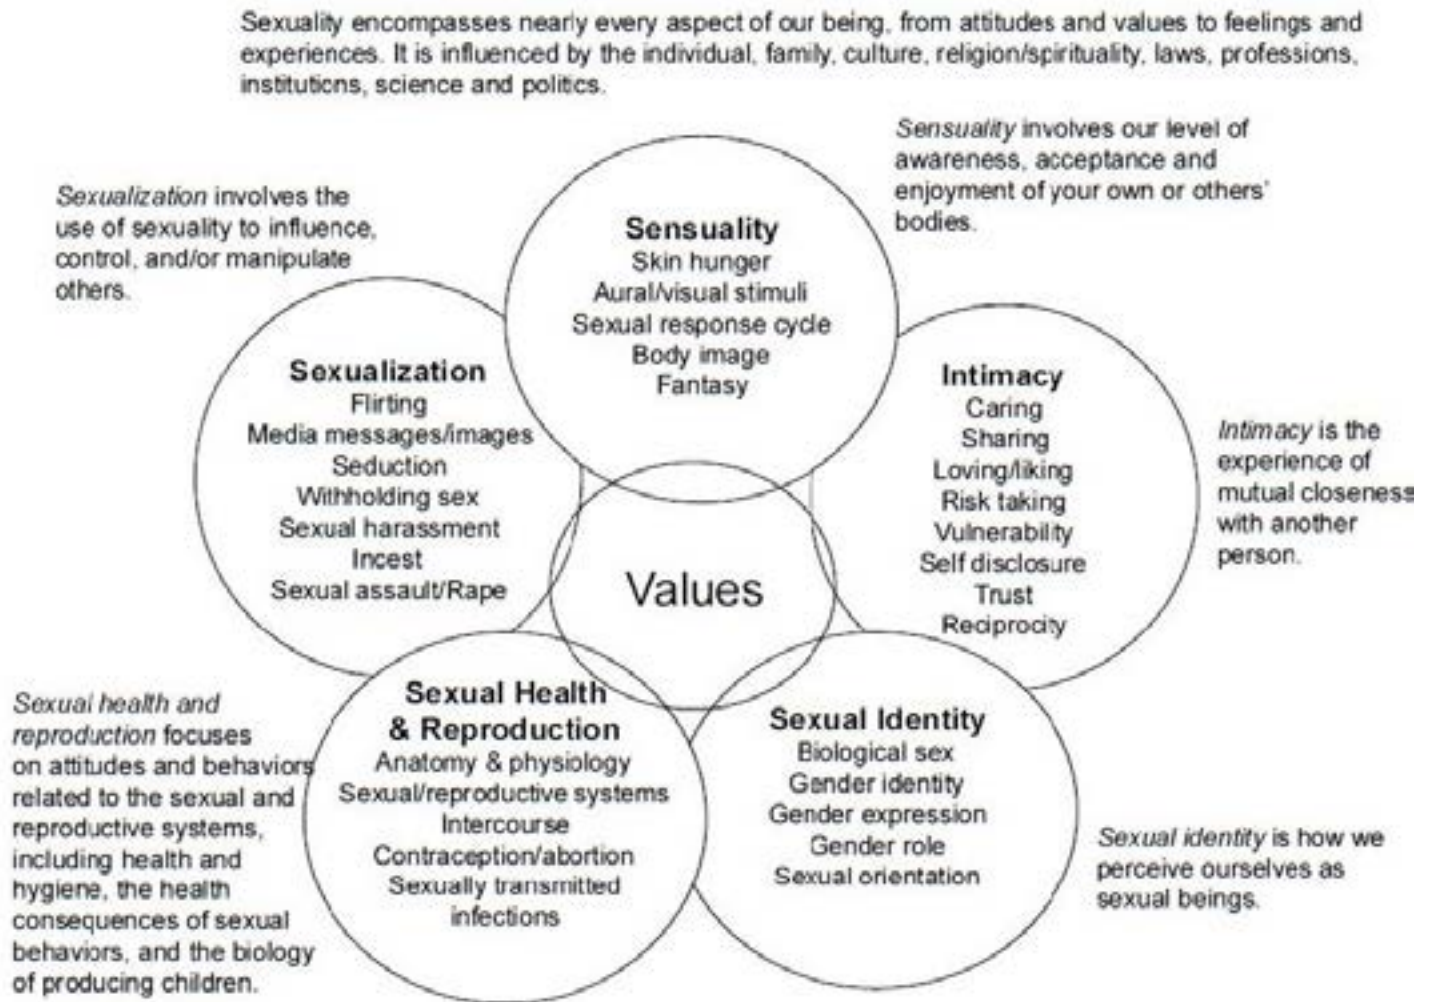 Sexuality encompasses nearly every aspect of our being, from attitudes and values to feelings and
experiences. It is influenced by the individual, family, culture, religion/spirituality, laws, professions,
institutions, science and politics.
Sensuality involves our level of
awareness, acceptance and
enjoyment of your own or others'
bodies.
Sexualization involves the
use of sexuality to influence,
control, and/or manipulate
others.
Sensuality
Skin hunger
Aural/visual stimuli
Sexual response cycle
Body image
Fantasy
Sexualization
Flirting
Media messages/images
Seduction
Withholding sex
Sexual harassment
Incest
Sexual assault/Rape
Intimacy
Caring
Sharing
Loving/liking
Risk taking
Vulnerability
Self disclosure
Trust
Reciprocity
Intimacy is the
experience of
mutual closeness
with another
person.
Values
Sexual health and
reproduction focuses
on attitudes and behaviors
related to the sexual and
reproductive systems,
including health and
hygiene, the health
consequences of sexual
behaviors, and the biology
of producing children.
Sexual Health
& Reproduction
Anatomy & physiology
Sexual/reproductive systems
Intercourse
Contraception/abortion
Sexually transmitted
infections
Sexual Identity
Biological sex
Gender identity
Gender expression
Gender role
Sexual orientation
Sexual identity is how we
perceive ourselves as
sexual beings.